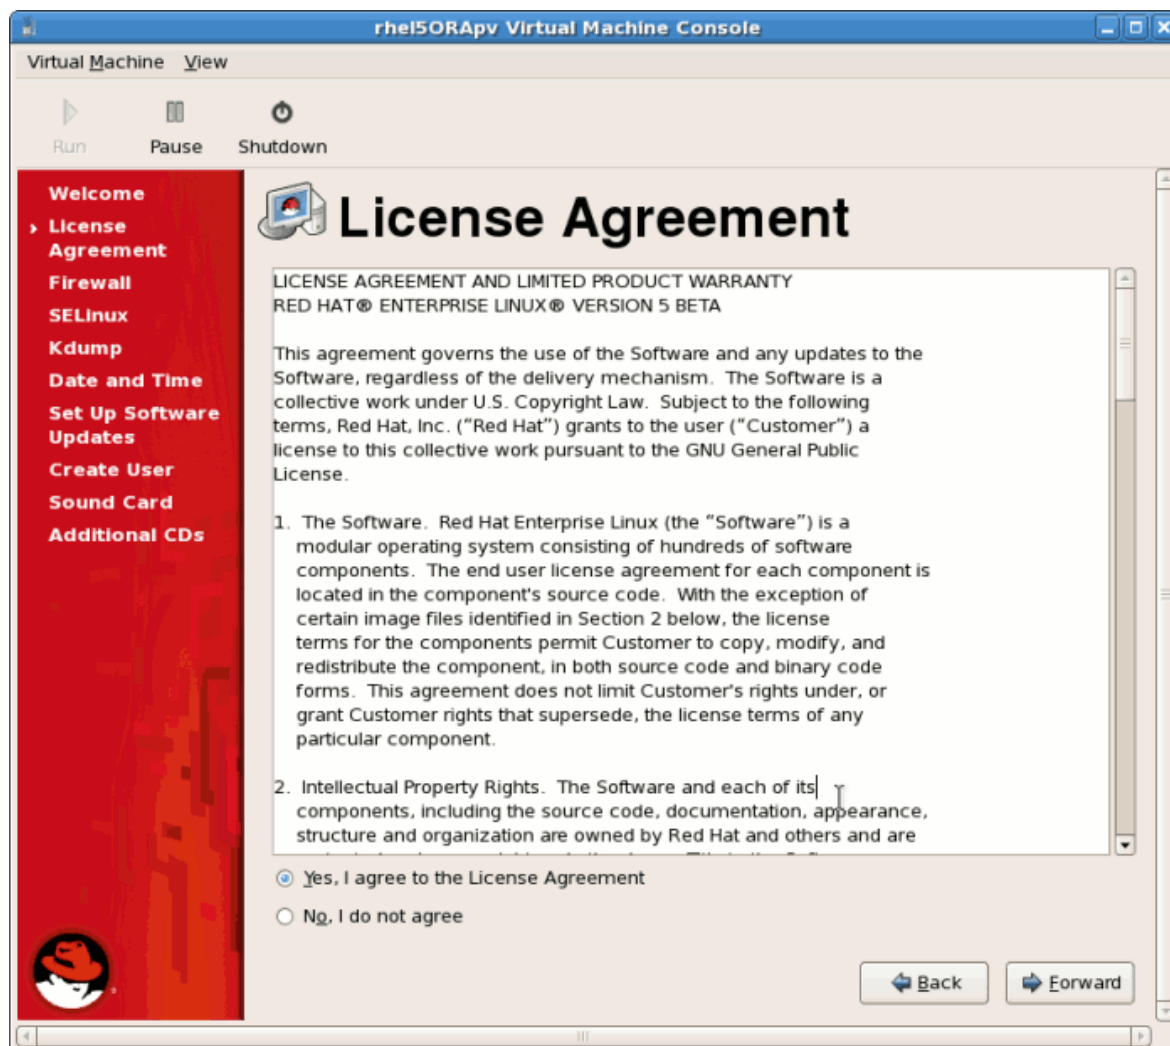 rhel5ORApv Virtual Machine Console
Virtual Machine View
Run Pause Shutdown
Welcome
License
Agreement
Firewall
SELinux
Kdump
Date and Time
Set Up Software
Updates
Create User
Sound Card
Additional CDs
License Agreement
LICENSE AGREEMENT AND LIMITED PRODUCT WARRANTY
RED HAT® ENTERPRISE LINUX® VERSION 5 BETA
This agreement governs the use of the Software and any updates to the
Software, regardless of the delivery mechanism.  The Software is a
collective work under U.S. Copyright Law.  Subject to the following
terms, Red Hat, Inc. (“Red Hat”) grants to the user (“Customer”) a
license to this collective work pursuant to the GNU General Public
License.
1.  The Software.  Red Hat Enterprise Linux (the “Software”) is a
modular operating system consisting of hundreds of software
components.  The end user license agreement for each component is
located in the component's source code.  With the exception of
certain image files identified in Section 2 below, the license
terms for the components permit Customer to copy, modify, and
redistribute the component, in both source code and binary code
forms.  This agreement does not limit Customer's rights under, or
grant Customer rights that supersede, the license terms of any
particular component.
2.  Intellectual Property Rights.  The Software and each of its
components, including the source code, documentation, appearance,
structure and organization are owned by Red Hat and others and are
Yes, I agree to the License Agreement
No, I do not agree
Back Forward